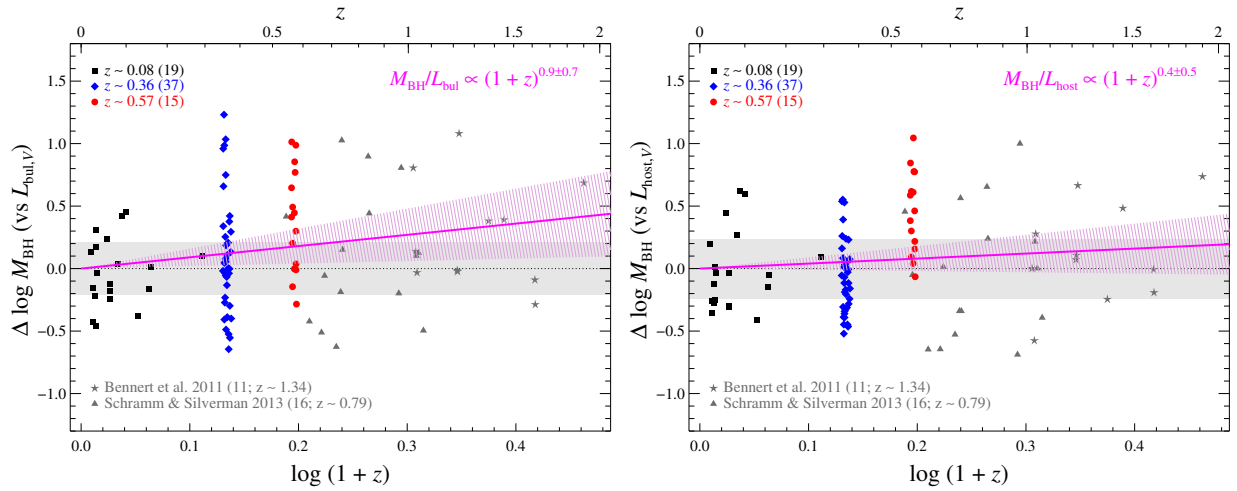 z
0 0.5 1 2
1.5
1.0
0.5
0.0
−0.5
−1.0
Δ log M_BH (vs L_bul,V)
z ~ 0.08 (19)
z ~ 0.36 (37)
z ~ 0.57 (15)
M_BH/L_bul ∝ (1 + z)^0.9±0.7
Bennert et al. 2011 (11; z ~ 1.34)
Schramm & Silverman 2013 (16; z ~ 0.79)
0.0 0.1 0.2 0.3 0.4
log (1 + z)
z
0 0.5 1 2
1.5
1.0
0.5
0.0
−0.5
−1.0
Δ log M_BH (vs L_host,V)
z ~ 0.08 (19)
z ~ 0.36 (37)
z ~ 0.57 (15)
M_BH/L_host ∝ (1 + z)^0.4±0.5
Bennert et al. 2011 (11; z ~ 1.34)
Schramm & Silverman 2013 (16; z ~ 0.79)
0.0 0.1 0.2 0.3 0.4
log (1 + z)